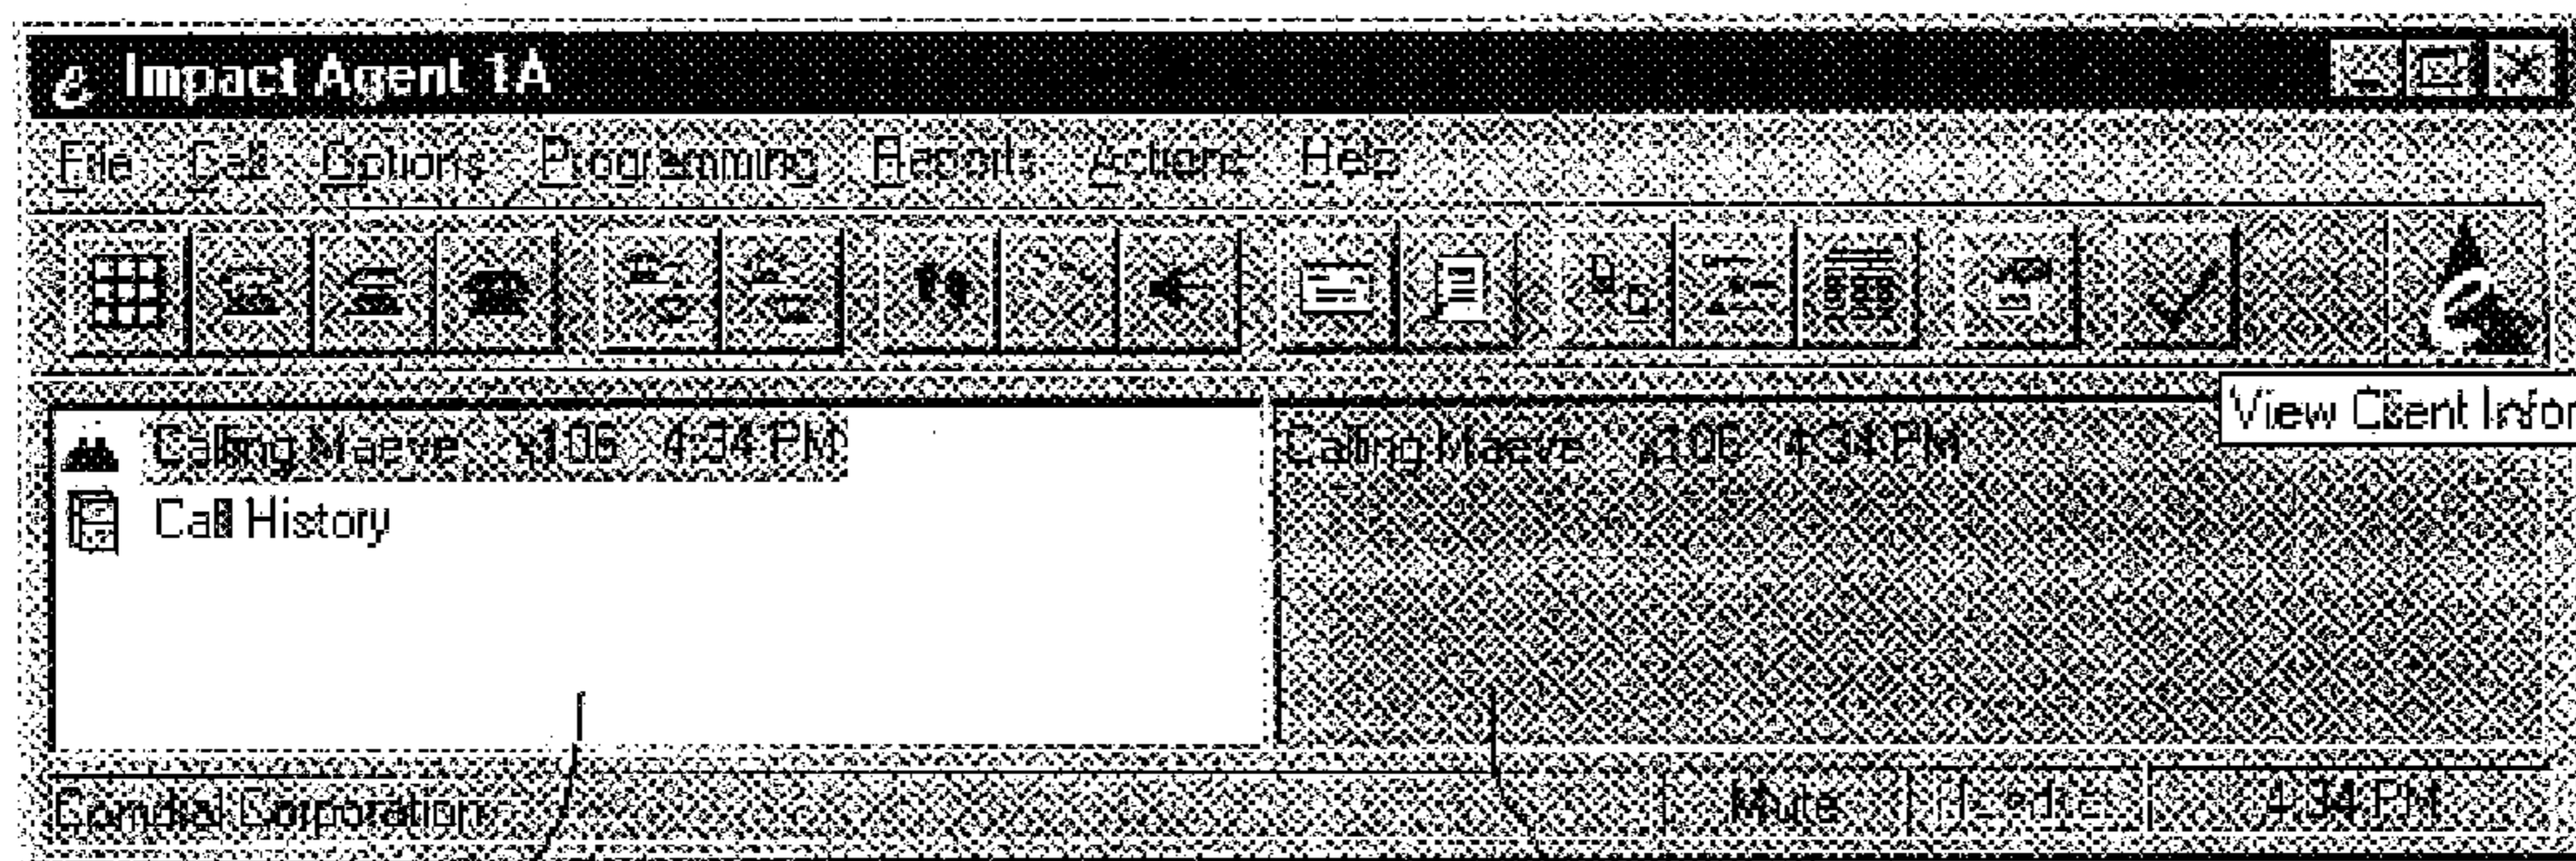 Impact Agent 1A
File Call Options Programming Reports Actions Help
View Client Infor
Calling Maeve x106 4:34 PM
Calling Maeve x106 4:34 PM
Call History
Comdial Corporation Mute 4:34 PM